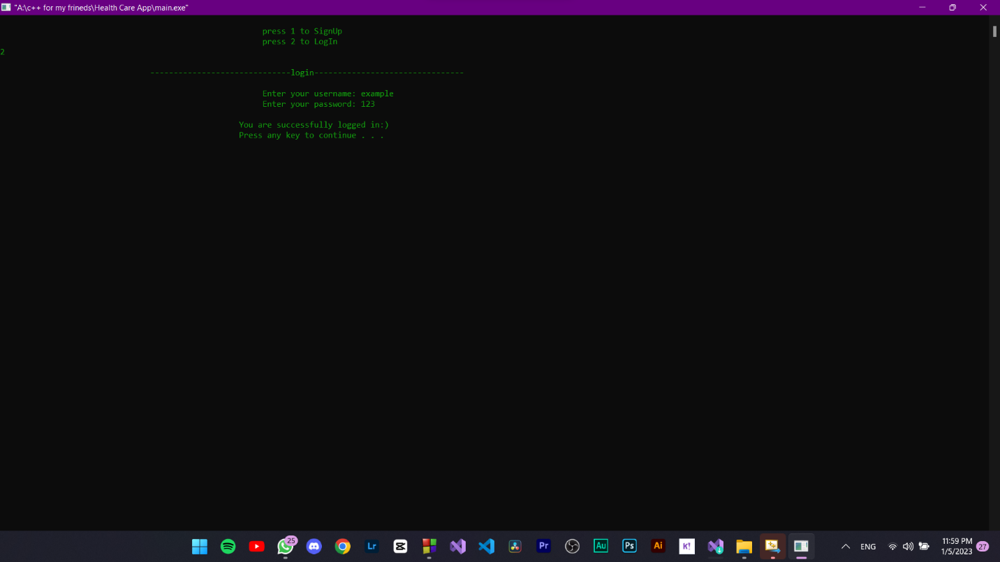 "A:\c++ for my frineds\Health Care App\main.exe"
press 1 to SignUp
press 2 to LogIn
2
------------------------------login--------------------------------
Enter your username: example
Enter your password: 123
You are successfully logged in:)
Press any key to continue . . .
25
Lr
Pr
Au
Ps
Ai
K!
ENG
11:59 PM
1/5/2023
27